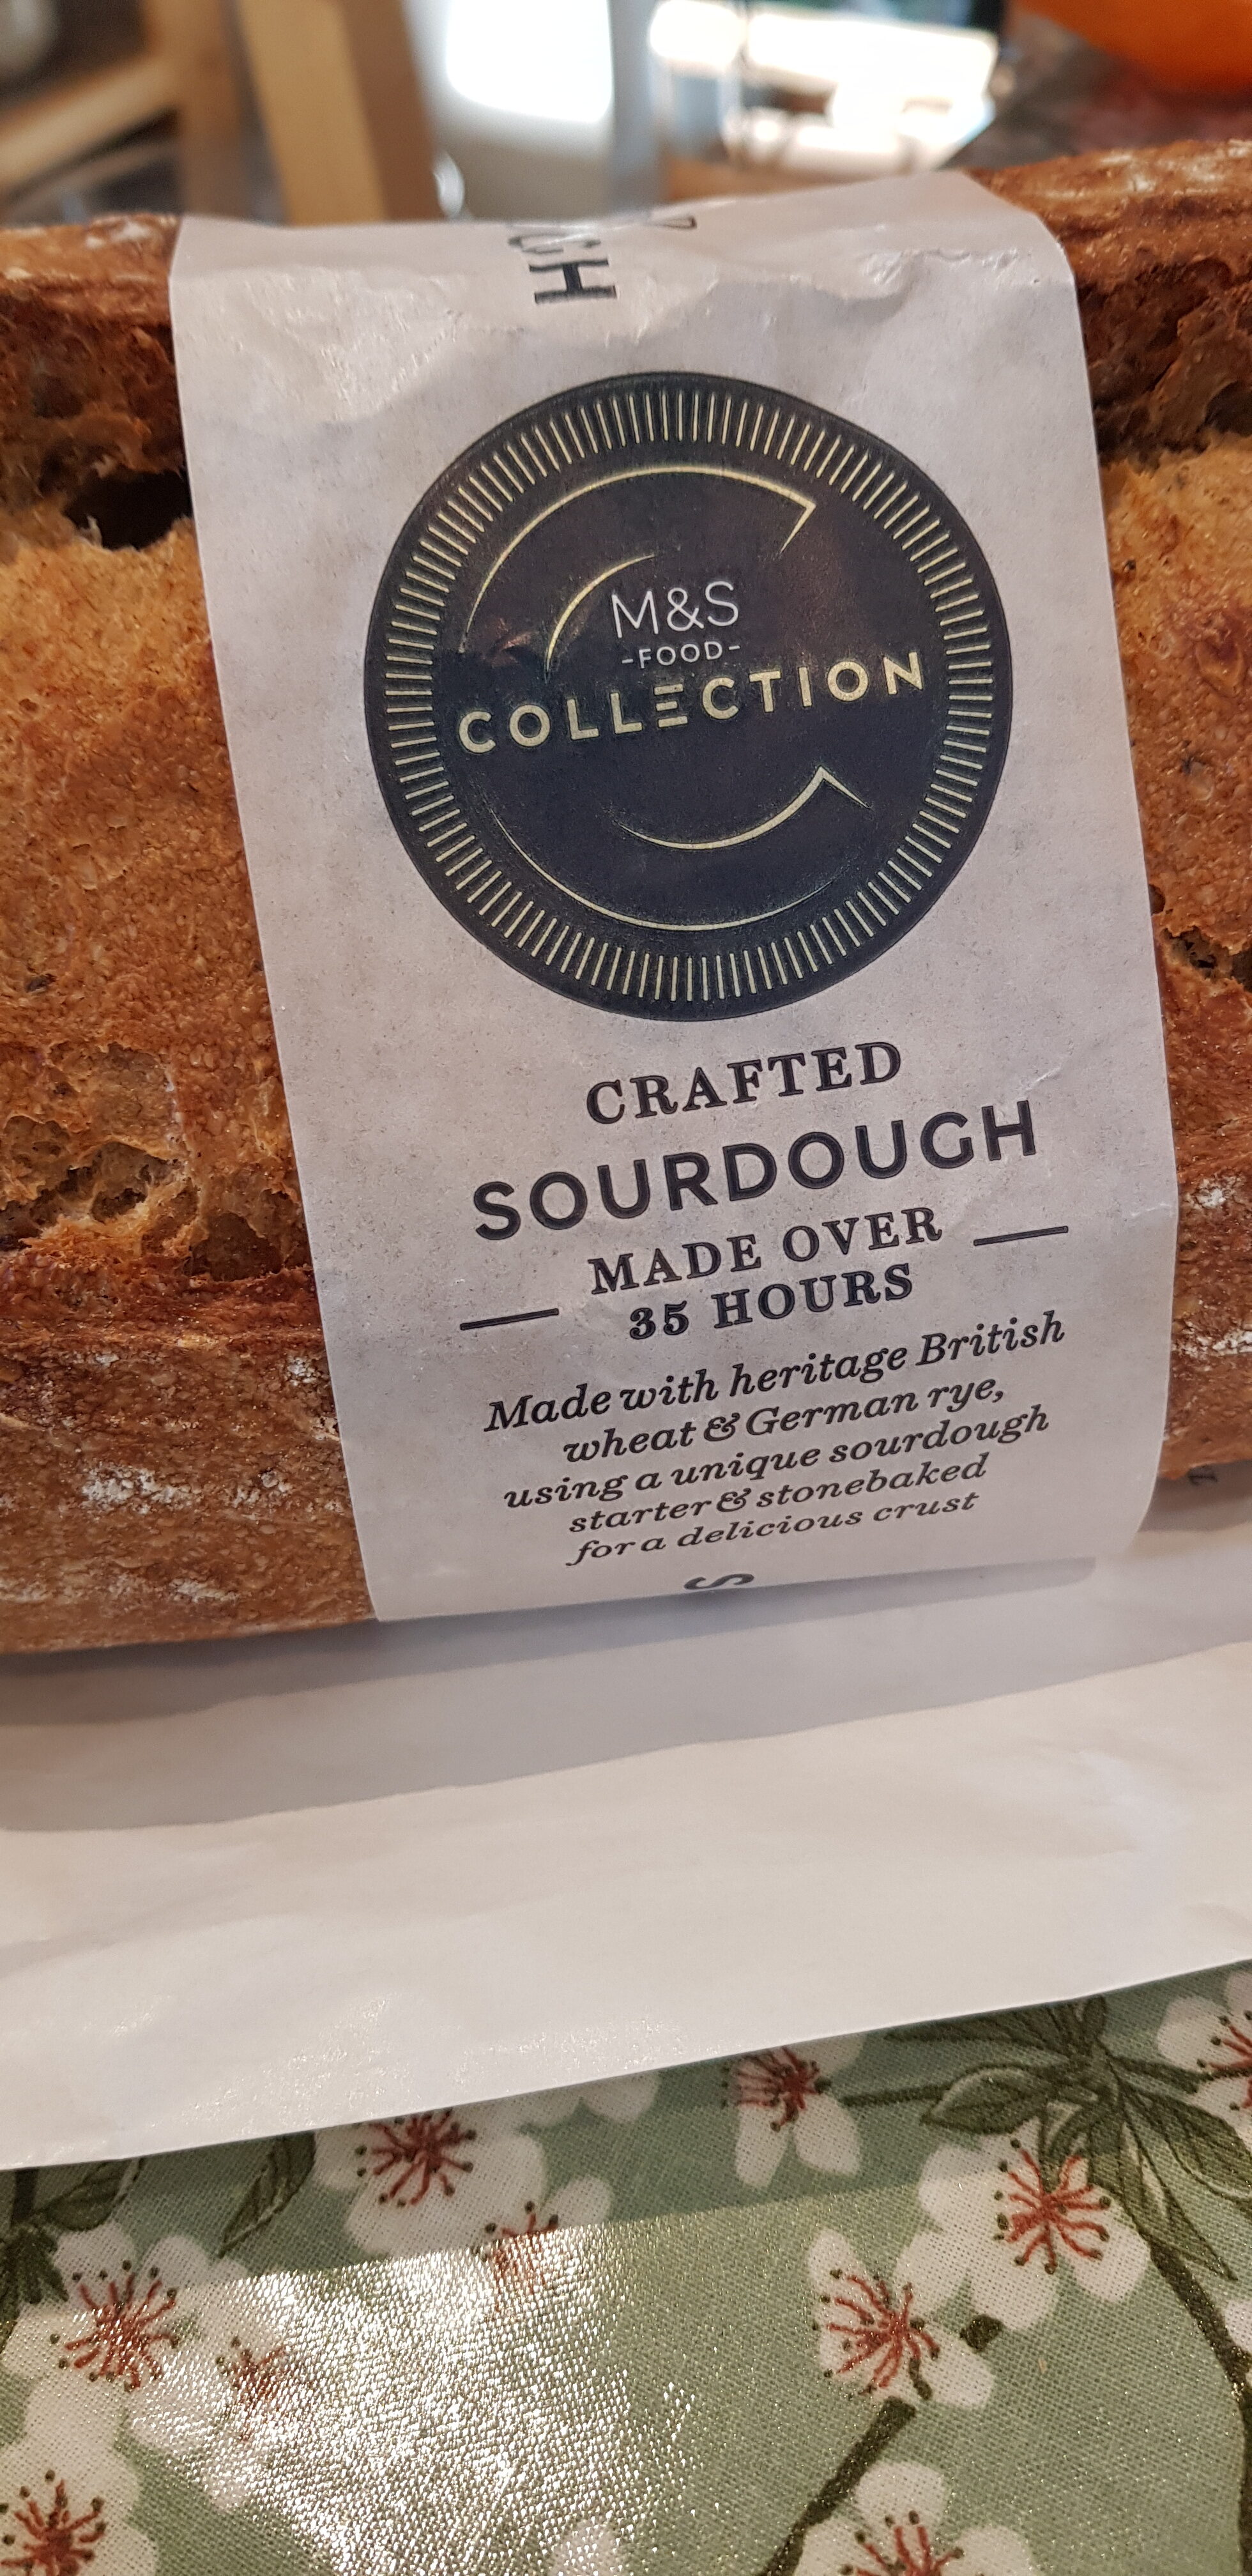 M&S
-FOOD-
COLLECTION
CRAFTED
SOURDOUGH
MADE OVER
35 HOURS
Made with heritage British
wheat & German rye,
using a unique sourdough
starter & stonebaked
for a delicious crust